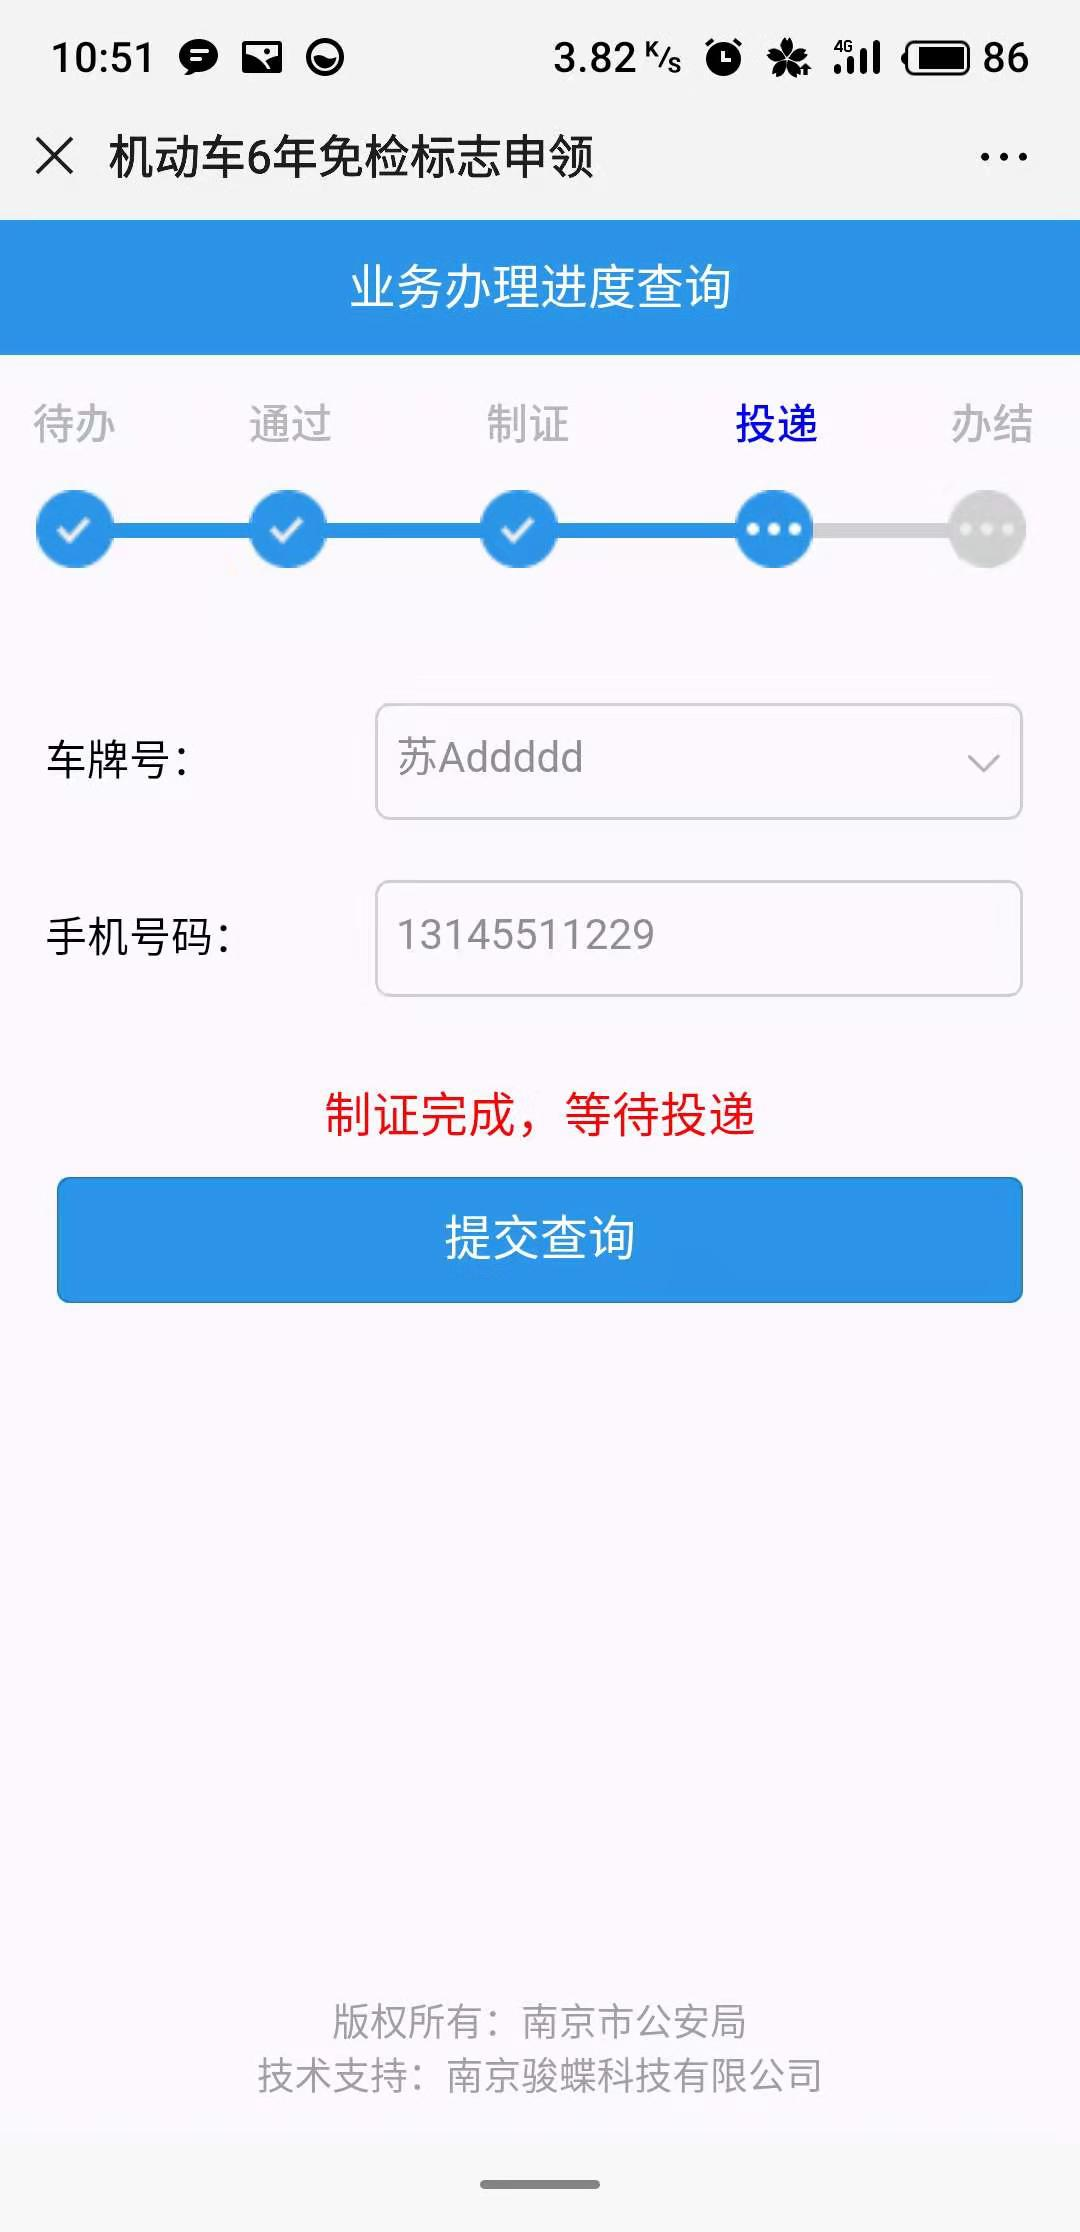 10:51 3.82 K/s 4G 86
机动车6年免检标志申领
业务办理进度查询
待办 通过 制证 投递 办结
车牌号： 苏Addddd
手机号码： 13145511229
制证完成，等待投递
提交查询
版权所有：南京市公安局
技术支持：南京骏蝶科技有限公司